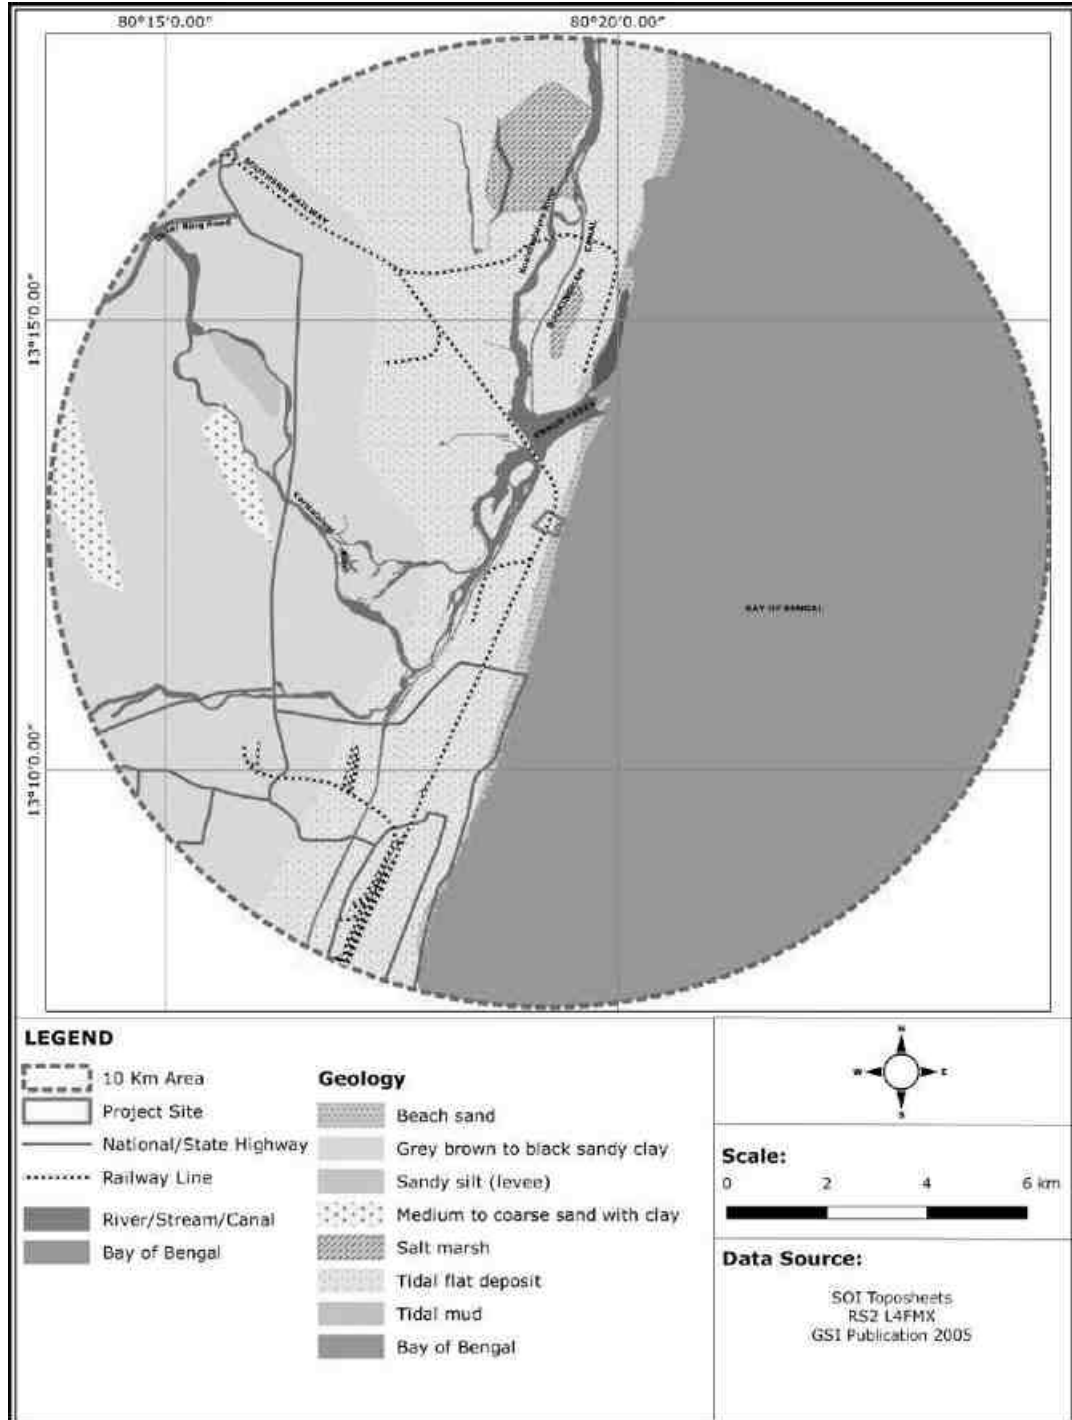 80°15'0.00"
80°20'0.00"
13°15'0.00"
13°10'0.00"
SOUTHERN RAILWAY
Road
CANAL
BAY OF BENGAL
LEGEND
10 Km Area
Project Site
National/State Highway
Railway Line
River/Stream/Canal
Bay of Bengal
Geology
Beach sand
Grey brown to black sandy clay
Sandy silt (levee)
Medium to coarse sand with clay
Salt marsh
Tidal flat deposit
Tidal mud
Bay of Bengal
N
W
E
S
Scale:
0 2 4 6 km
Data Source:
SOI Toposheets
RS2 L4FMX
GSI Publication 2005